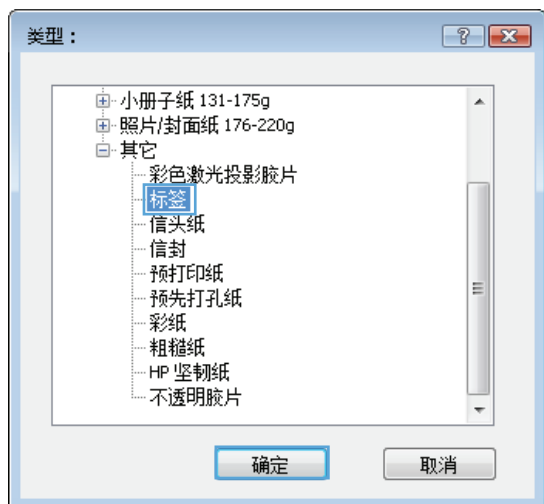 类型：
小册子纸 131-175g
照片/封面纸 176-220g
其它
彩色激光投影胶片
标签
信头纸
信封
预打印纸
预先打孔纸
彩纸
粗糙纸
HP 坚韧纸
不透明胶片
确定
取消